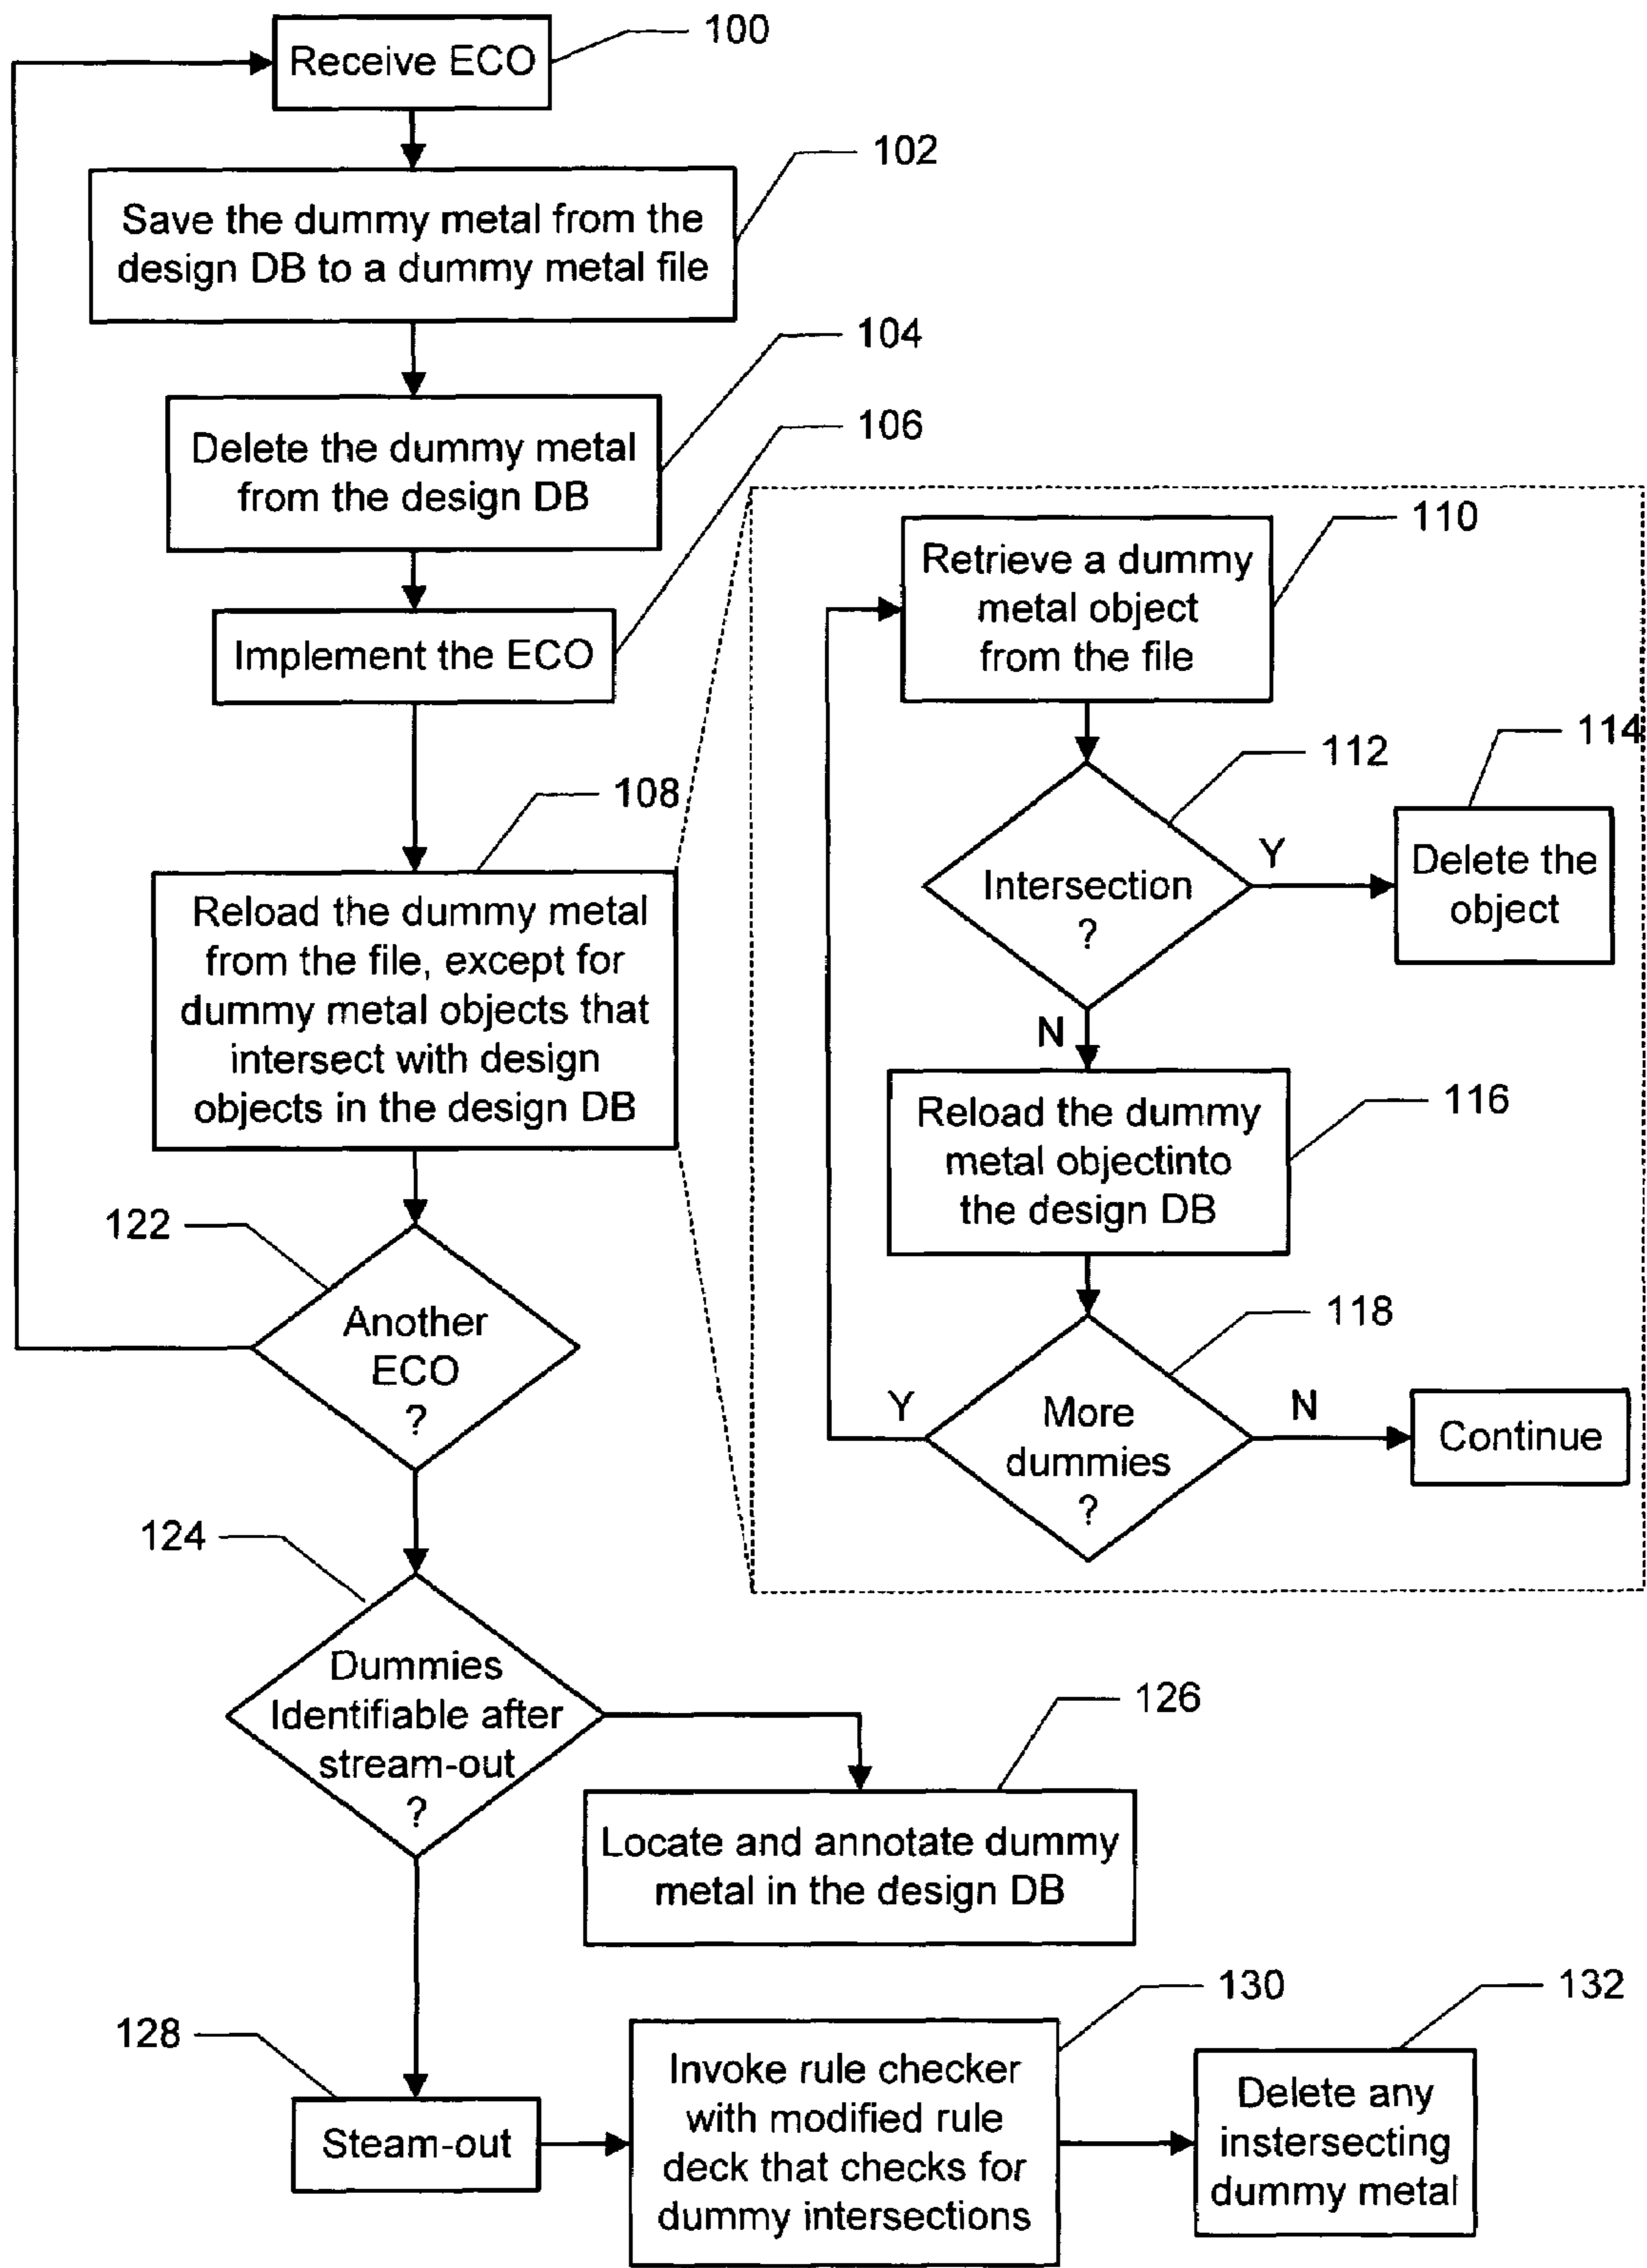 Receive ECO
100
Save the dummy metal from the
design DB to a dummy metal file
102
Delete the dummy metal
from the design DB
104
Implement the ECO
106
Reload the dummy metal
from the file, except for
dummy metal objects that
intersect with design
objects in the design DB
108
Retrieve a dummy
metal object
from the file
110
Intersection
?
112
Y
N
Delete the
object
114
Reload the dummy
metal objectinto
the design DB
116
More
dummies
?
118
Y
N
Continue
Another
ECO
?
122
Dummies
Identifiable after
stream-out
?
124
Locate and annotate dummy
metal in the design DB
126
Steam-out
128
Invoke rule checker
with modified rule
deck that checks for
dummy intersections
130
Delete any
instersecting
dummy metal
132